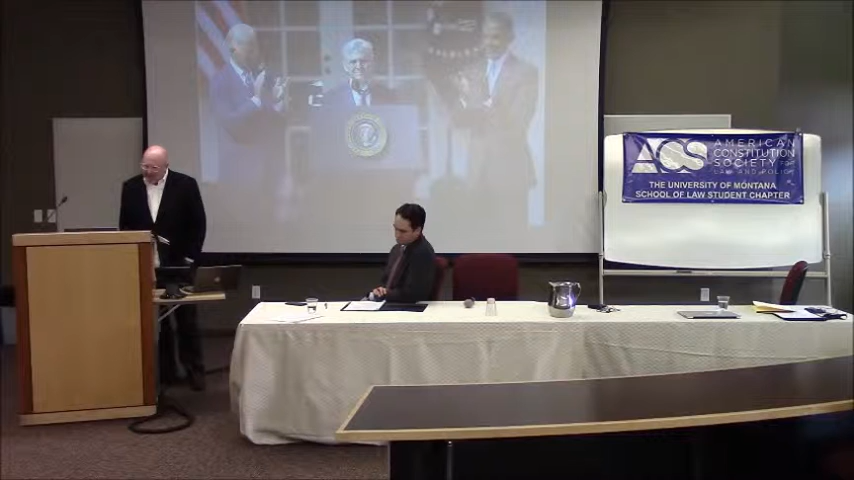 ACS
AMERICAN
CONSTITUTION
SOCIETY
LAW AND POLICY
THE UNIVERSITY OF MONTANA
SCHOOL OF LAW STUDENT CHAPTER